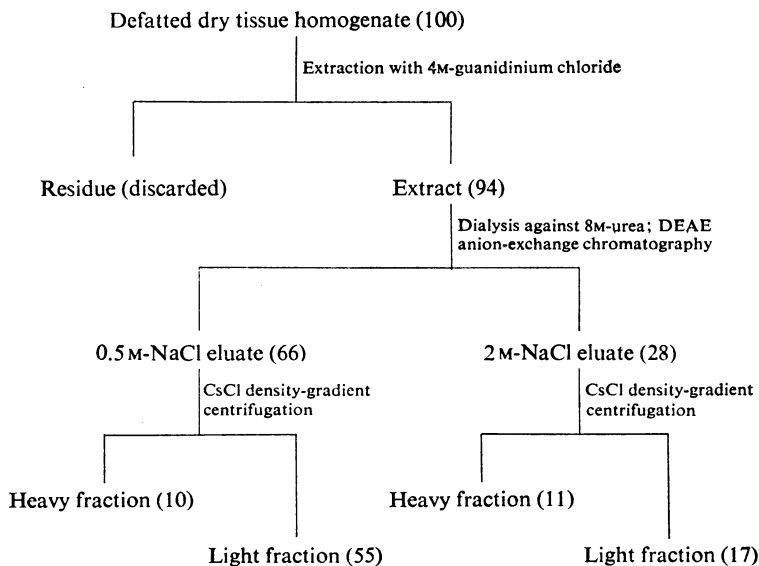 Defatted dry tissue homogenate (100)
Extraction with 4M-guanidinium chloride
Residue (discarded)
Extract (94)
Dialysis against 8M-urea; DEAE
anion-exchange chromatography
0.5M-NaCl eluate (66)
2M-NaCl eluate (28)
CsCl density-gradient
centrifugation
CsCl density-gradient
centrifugation
Heavy fraction (10)
Heavy fraction (11)
Light fraction (55)
Light fraction (17)